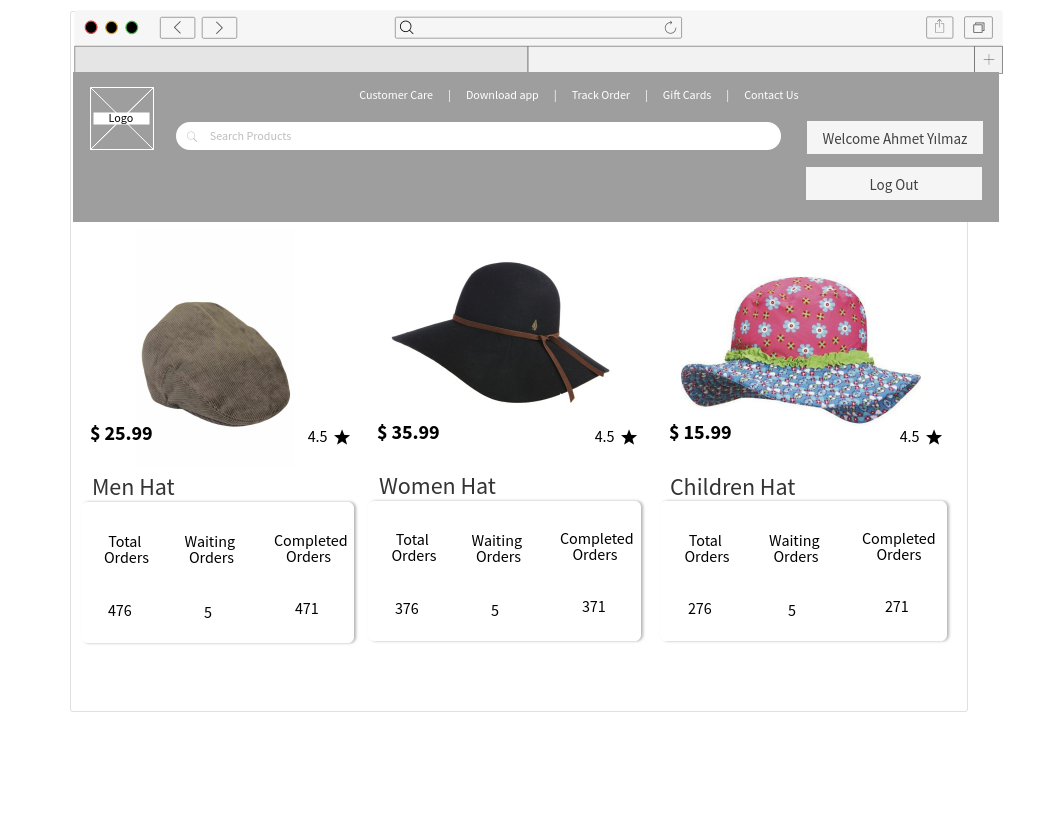 Customer Care | Download app | Track Order | Gift Cards | Contact Us
Logo
Search Products
Welcome Ahmet Yılmaz
Log Out
$ 25.99
4.5
$ 35.99
4.5
$ 15.99
4.5
Men Hat
Women Hat
Children Hat
Total
Orders
Waiting
Orders
Completed
Orders
476
5
471
Total
Orders
Waiting
Orders
Completed
Orders
376
5
371
Total
Orders
Waiting
Orders
Completed
Orders
276
5
271